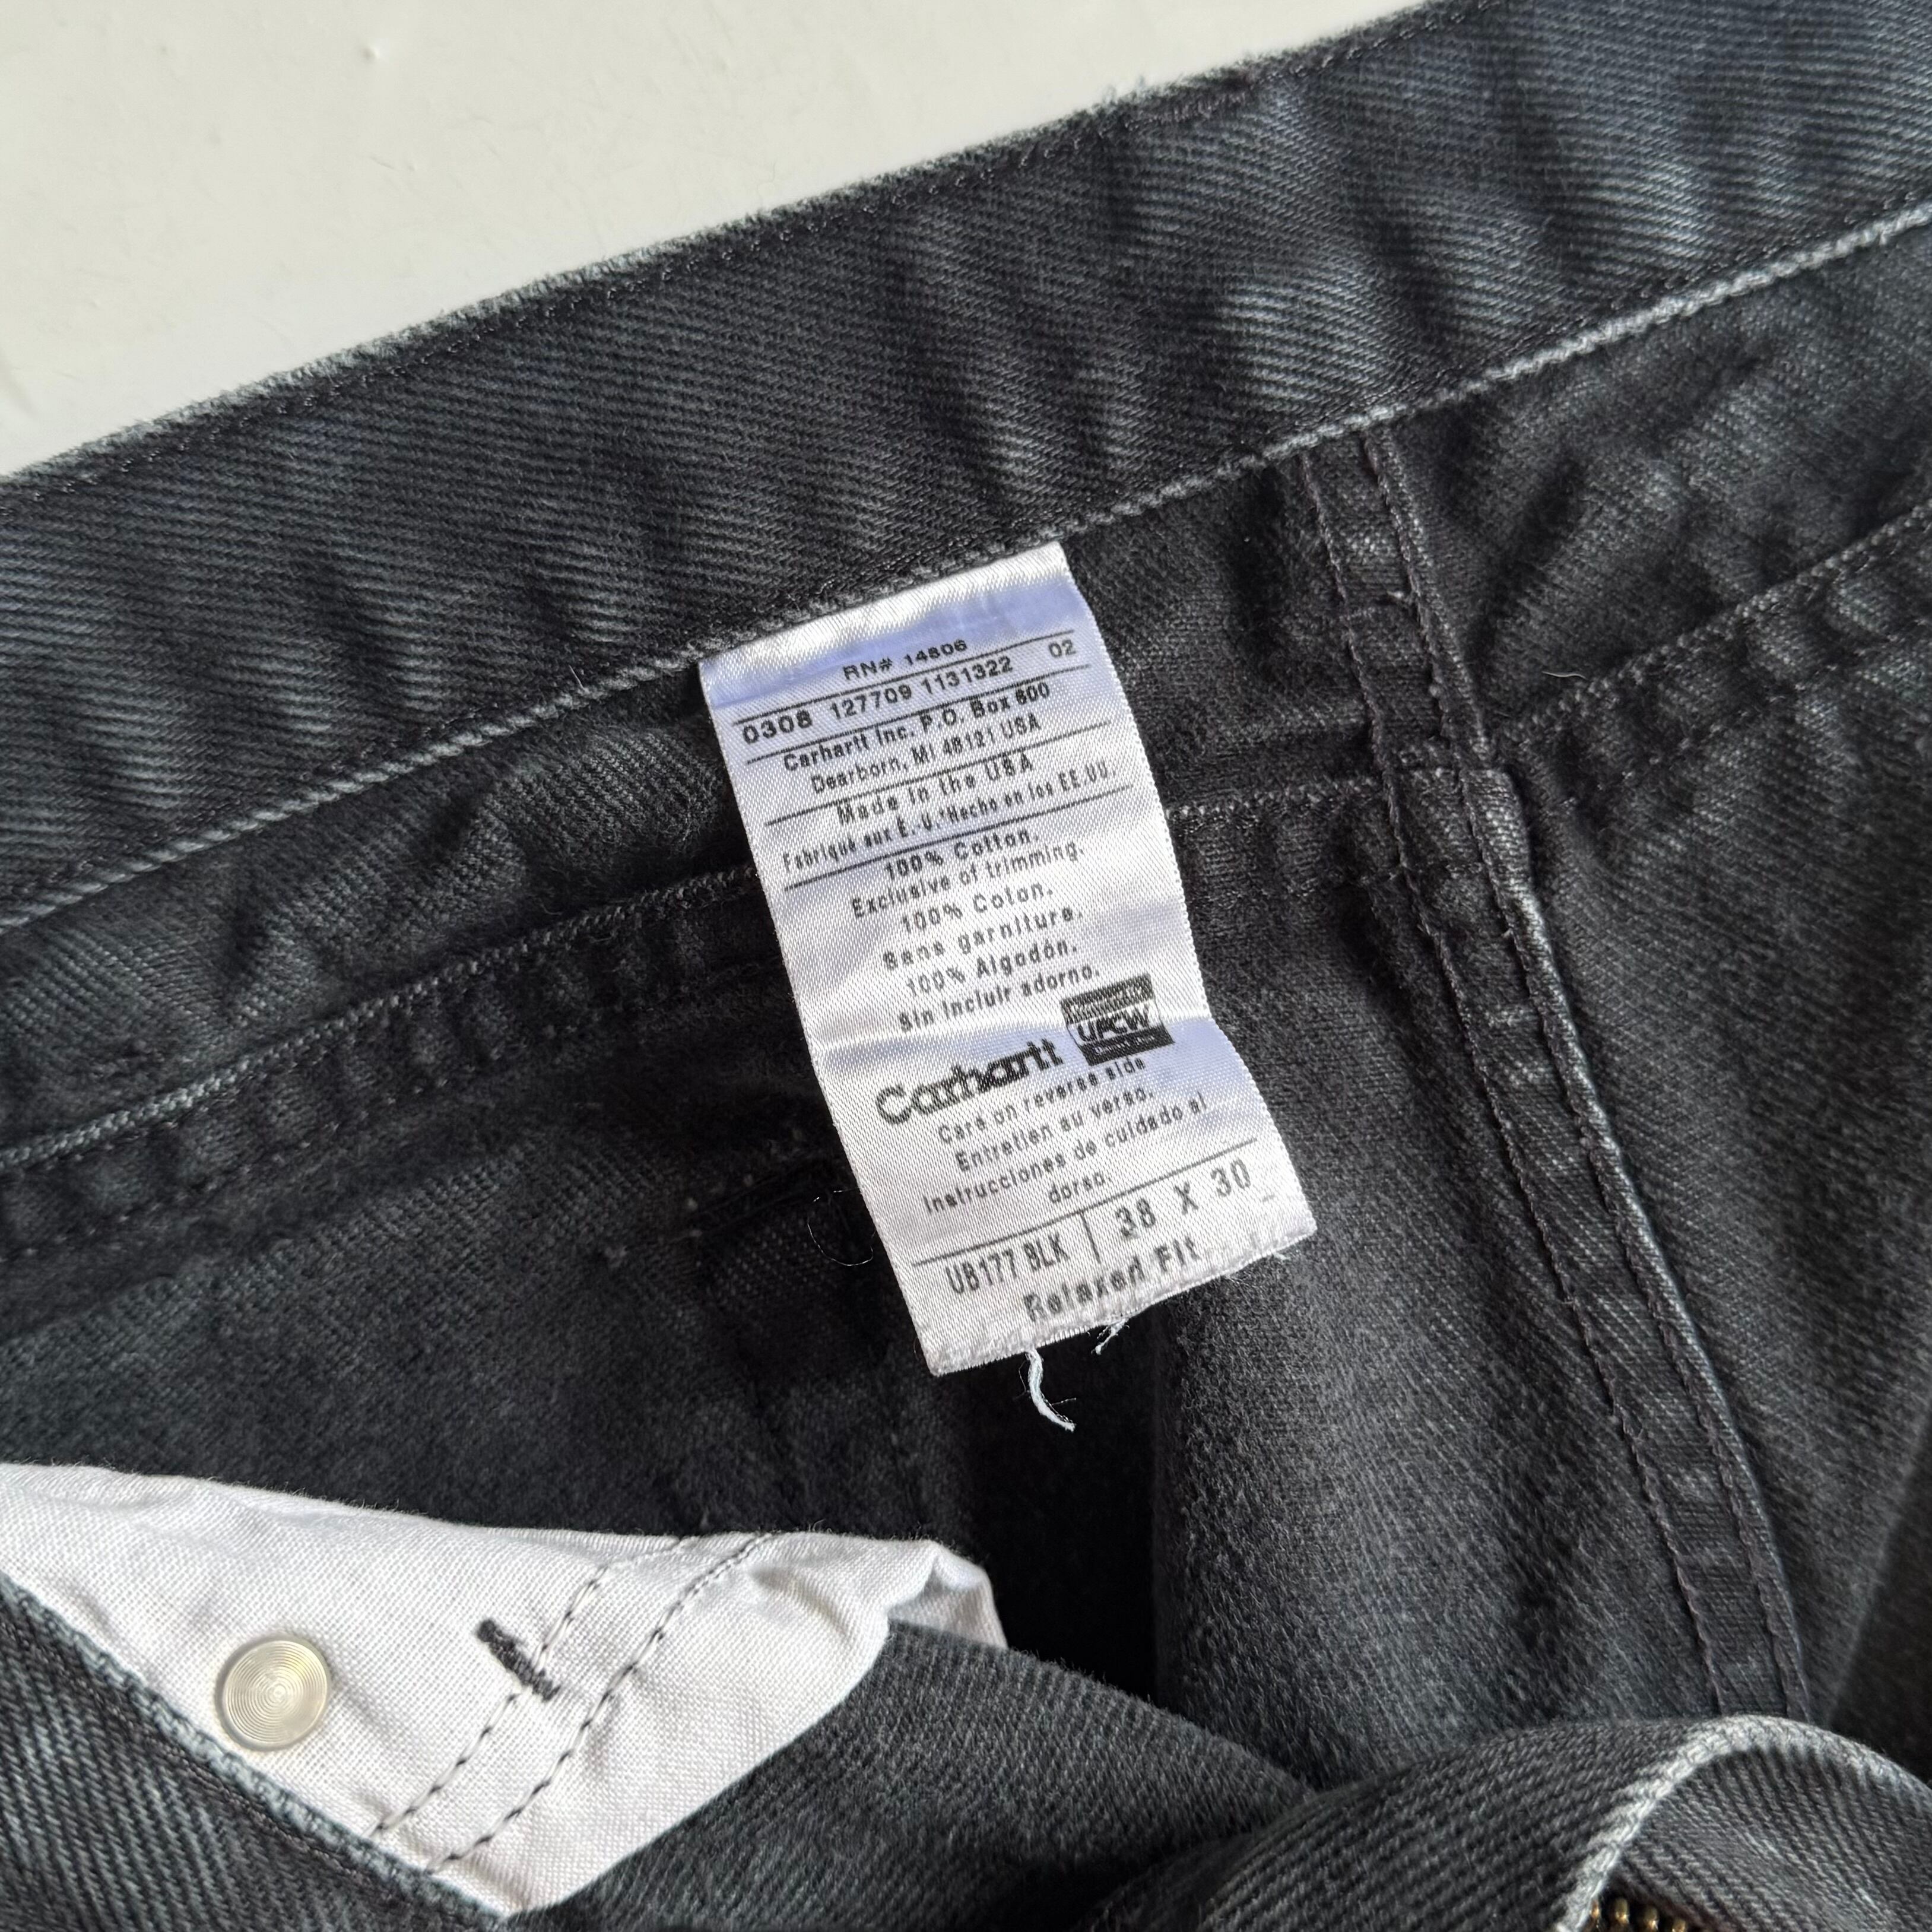 RN# 14806
0308 127709 1131322 02
Carhartt Inc. P.O. Box 600
Dearborn, MI 48121 USA
Made in the USA
Fabriqué aux É.-U. Hecho en los EE.UU.
100% Cotton.
Exclusive of trimming.
100% Coton.
Sans garniture.
100% Algodón.
Sin incluir adorno.
Carhartt UFCW
Care on reverse side
Entretien au verso.
Instrucciones de cuidado al
dorso.
UB177 BLK 38 X 30
Relaxed Fit